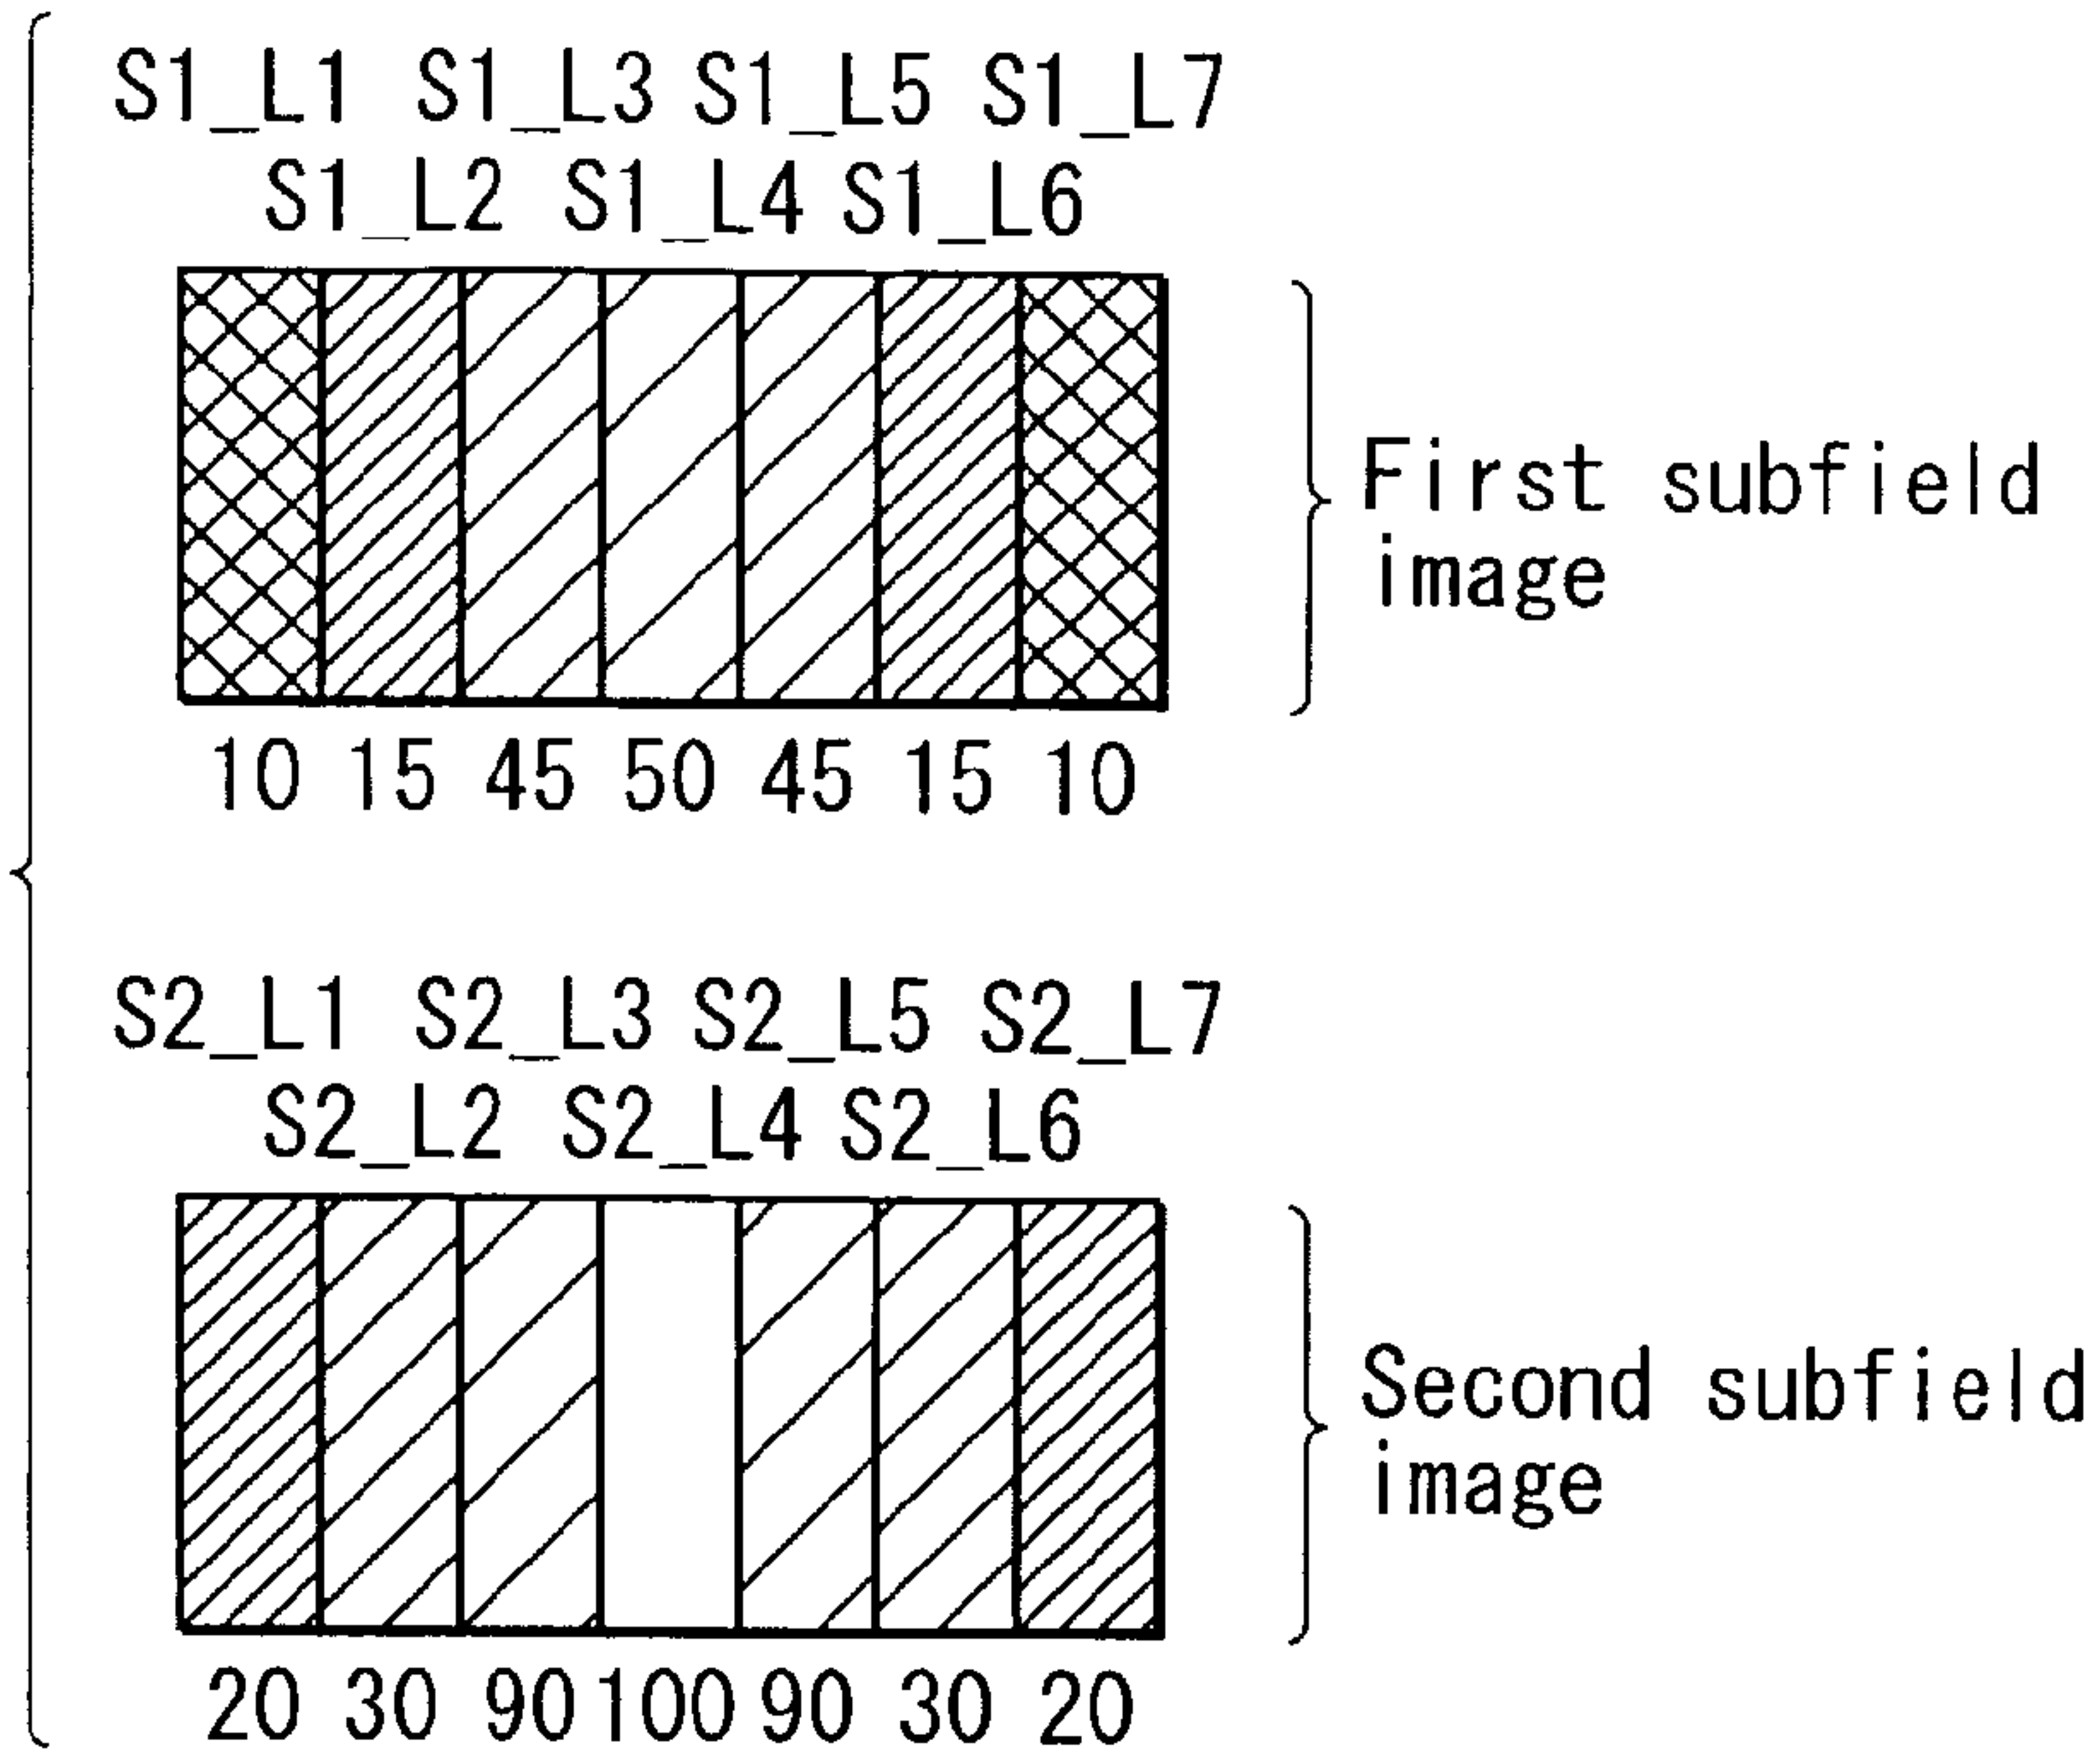 S1_L1 S1_L3 S1_L5 S1_L7
S1_L2 S1_L4 S1_L6
First subfield
image
10 15 45 50 45 15 10
S2_L1 S2_L3 S2_L5 S2_L7
S2_L2 S2_L4 S2_L6
Second subfield
image
20 30 90 100 90 30 20